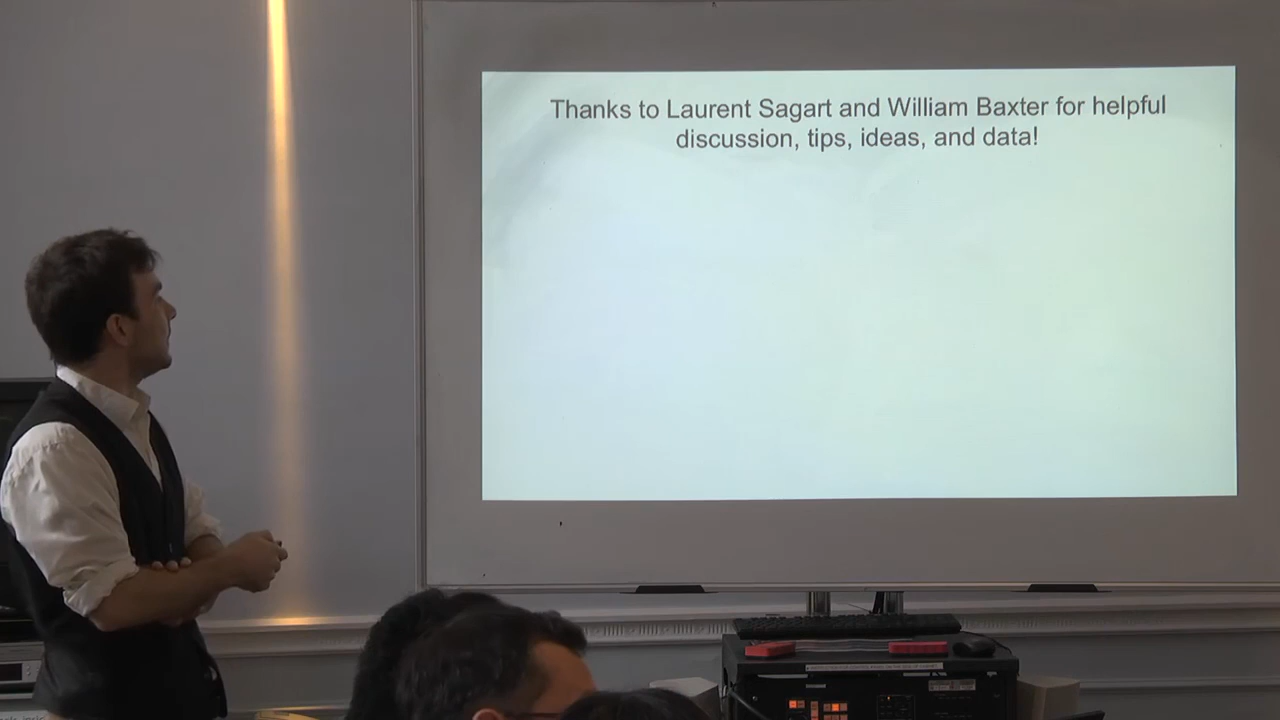 Thanks to Laurent Sagart and William Baxter for helpful
discussion, tips, ideas, and data!